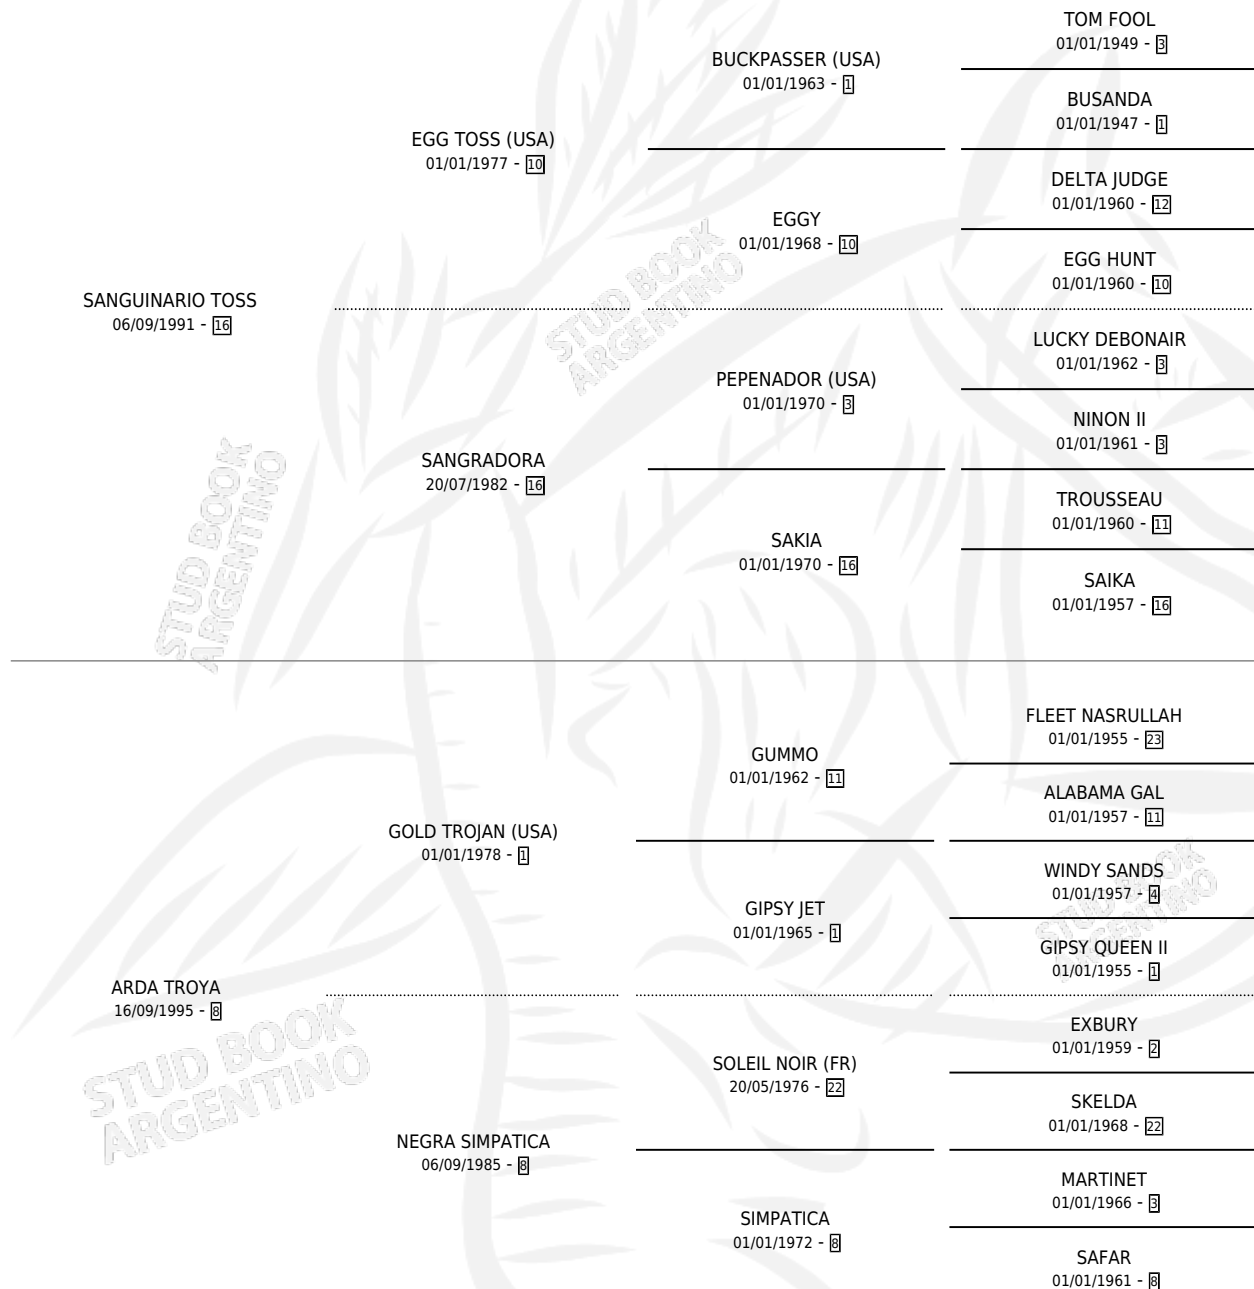 TOM FOOL
01/01/1949 - 3
BUCKPASSER (USA)
01/01/1963 - 1
BUSANDA
01/01/1947 - 1
EGG TOSS (USA)
01/01/1977 - 10
DELTA JUDGE
01/01/1960 - 12
EGGY
01/01/1968 - 10
EGG HUNT
01/01/1960 - 10
SANGUINARIO TOSS
06/09/1991 - 16
STUD BOOK
ARGENTINO
LUCKY DEBONAIR
01/01/1962 - 3
PEPENADOR (USA)
01/01/1970 - 3
NINON II
01/01/1961 - 3
SANGRADORA
20/07/1982 - 16
TROUSSEAU
01/01/1960 - 11
SAKIA
01/01/1970 - 16
SAIKA
01/01/1957 - 16
STUD BOOK
ARGENTINO
FLEET NASRULLAH
01/01/1955 - 23
GUMMO
01/01/1962 - 11
ALABAMA GAL
01/01/1957 - 11
GOLD TROJAN (USA)
01/01/1978 - 1
WINDY SANDS
01/01/1957 - 4
GIPSY JET
01/01/1965 - 1
GIPSY QUEEN II
01/01/1955 - 1
STUD BOOK
ARGENTINO
ARDA TROYA
16/09/1995 - 8
EXBURY
01/01/1959 - 2
SOLEIL NOIR (FR)
20/05/1976 - 22
SKELDA
01/01/1968 - 22
STUD BOOK
ARGENTINO
NEGRA SIMPATICA
06/09/1985 - 8
MARTINET
01/01/1966 - 3
SIMPATICA
01/01/1972 - 8
SAFAR
01/01/1961 - 8